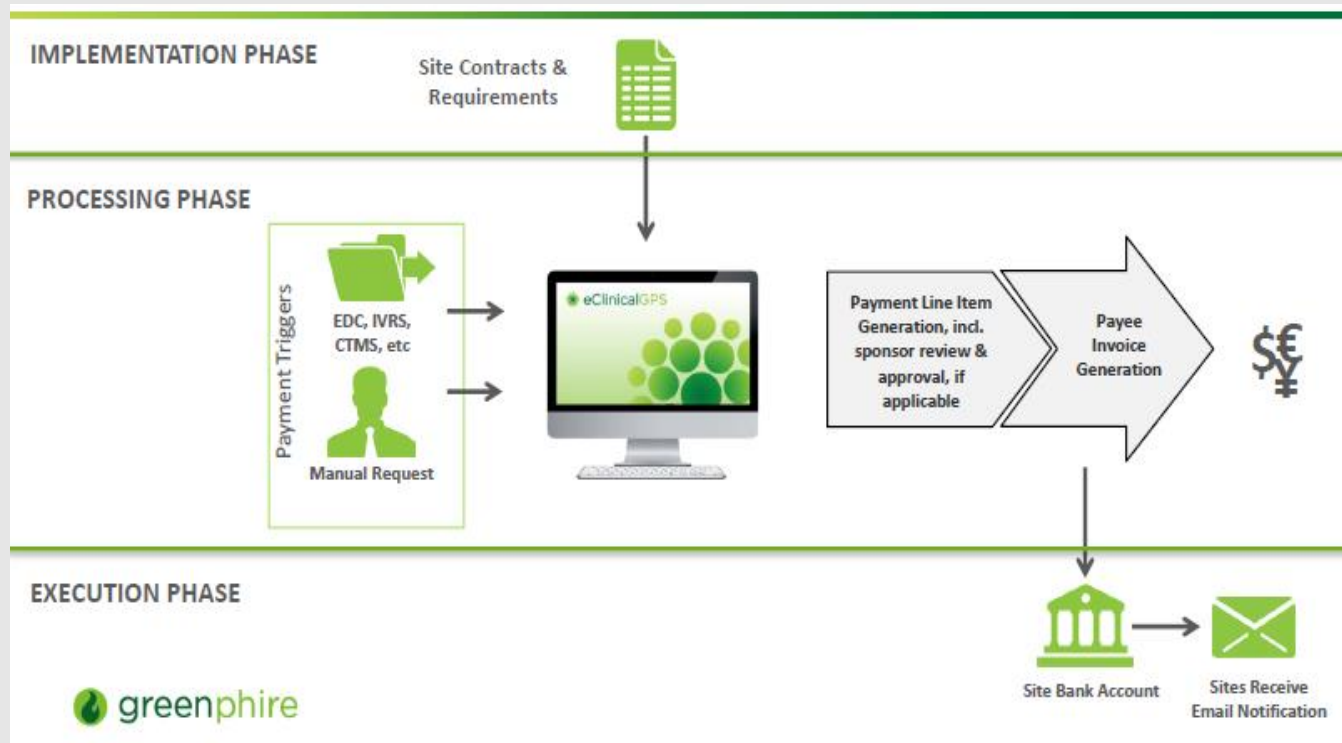 IMPLEMENTATION PHASE
Site Contracts &
Requirements
PROCESSING PHASE
Payment Triggers
EDC, IVRS,
CTMS, etc
Manual Request
eClinicalGPS
Payment Line Item
Generation, incl.
sponsor review &
approval, if
applicable
Payee
Invoice
Generation
$€
¥
EXECUTION PHASE
Site Bank Account
Sites Receive
Email Notification
greenphire